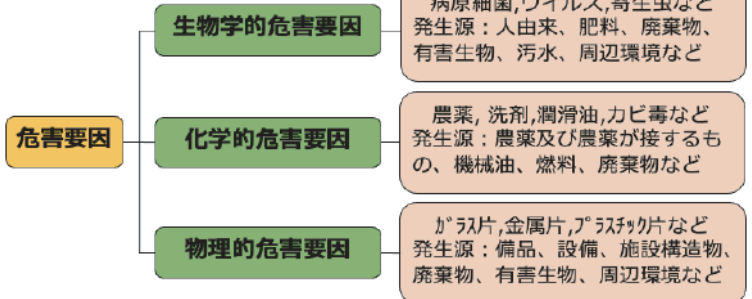 病原細菌,ウイルス,寄生虫など
生物学的危害要因
発生源：人由来、肥料、廃棄物、
有害生物、汚水、周辺環境など
危害要因
化学的危害要因
農薬, 洗剤,潤滑油,カビ毒など
発生源：農薬及び農薬が接するも
の、機械油、燃料、廃棄物など
物理的危害要因
ｶﾞﾗｽ片,金属片,ﾌﾟﾗｽﾁｯｸ片など
発生源：備品、設備、施設構造物、
廃棄物、有害生物、周辺環境など